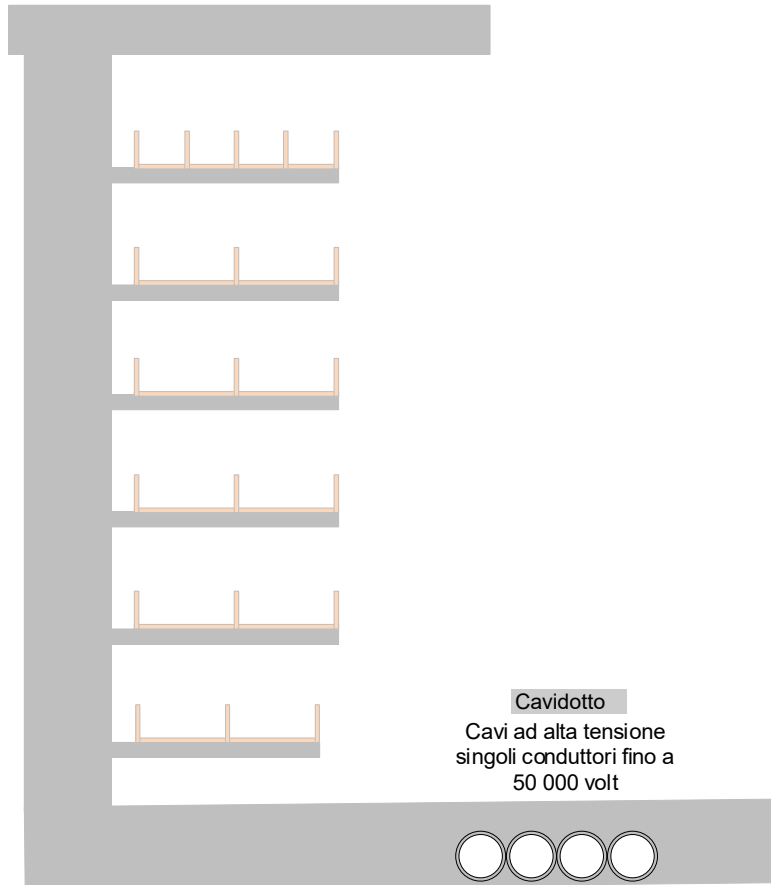 Cavidotto
Cavi ad alta tensione
singoli conduttori fino a
50 000 volt